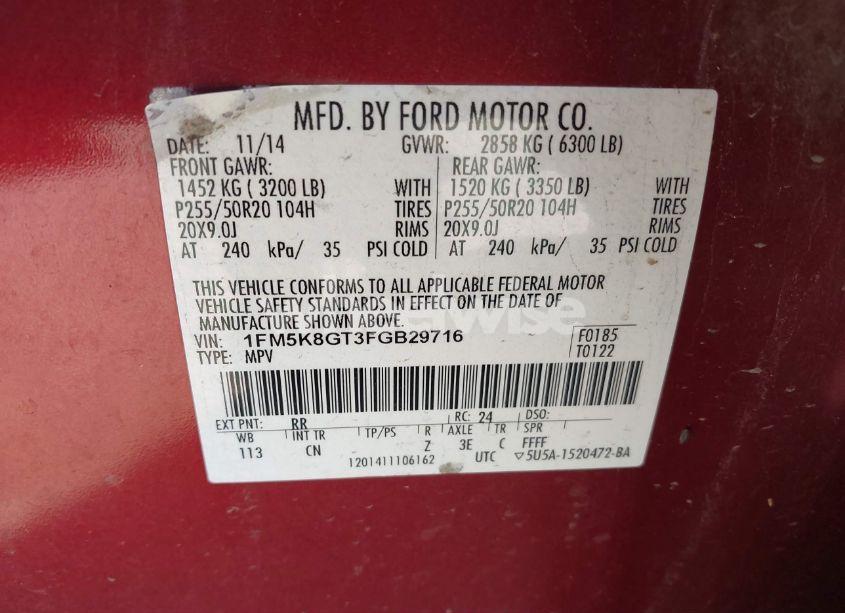 MFD. BY FORD MOTOR CO.
DATE: 11/14 GVWR: 2858 KG ( 6300 LB)
FRONT GAWR: REAR GAWR:
1452 KG ( 3200 LB) WITH 1520 KG ( 3350 LB) WITH
P255/50R20 104H TIRES P255/50R20 104H TIRES
20X9.0J RIMS 20X9.0J RIMS
AT 240 kPa/ 35 PSI COLD AT 240 kPa/ 35 PSI COLD
THIS VEHICLE CONFORMS TO ALL APPLICABLE FEDERAL MOTOR
VEHICLE SAFETY STANDARDS IN EFFECT ON THE DATE OF
MANUFACTURE SHOWN ABOVE.
VIN: 1FM5K8GT3FGB29716 F0185
TYPE: MPV T0122
EXT PNT: RR RC: 24 DSO:
WB INT TR TP/PS R AXLE TR SPR
113 CN Z 3E C FFFF
1201411106162 UTC ▽5U5A-1520472-BA